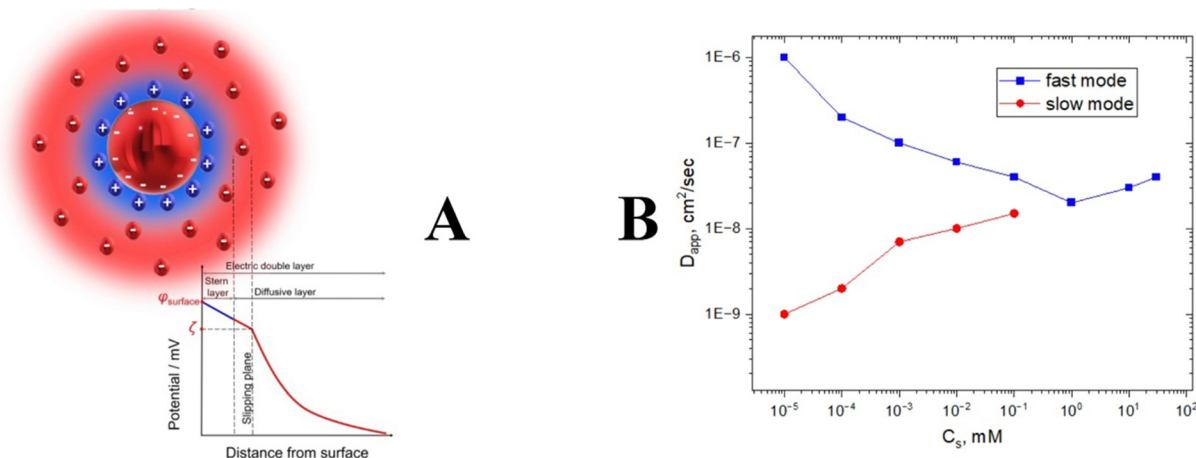 Electric double layer
Stern
layer
Diffusive layer
φsurface
ζ
Slipping plane
Potential / mV
Distance from surface
A
B
1E−6
1E−7
1E−8
1E−9
Dapp, cm²/sec
fast mode
slow mode
10⁻⁵ 10⁻⁴ 10⁻³ 10⁻² 10⁻¹ 10⁰ 10¹ 10²
Cs, mM